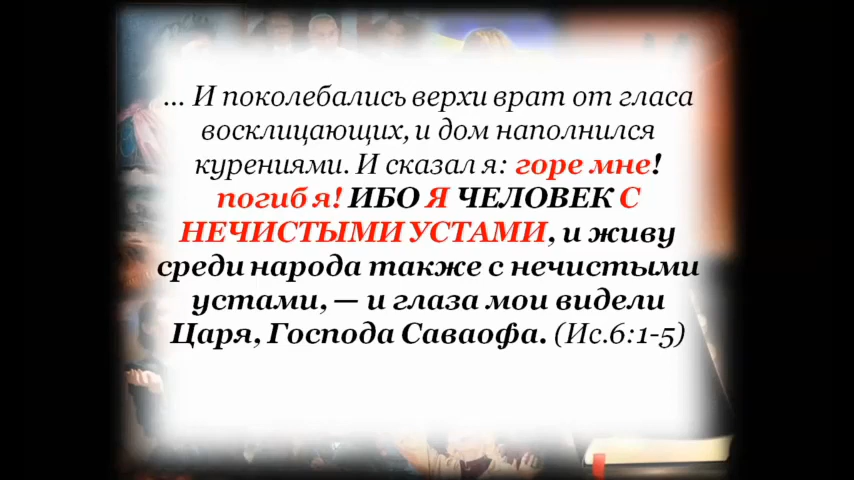 ... И поколебались верхи врат от гласа
восклицающих, и дом наполнился
курениями. И сказал я: горе мне!
погиб я! ИБО Я ЧЕЛОВЕК С
НЕЧИСТЫМИ УСТАМИ, и живу
среди народа также с нечистыми
устами, — и глаза мои видели
Царя, Господа Саваофа. (Ис.6:1-5)